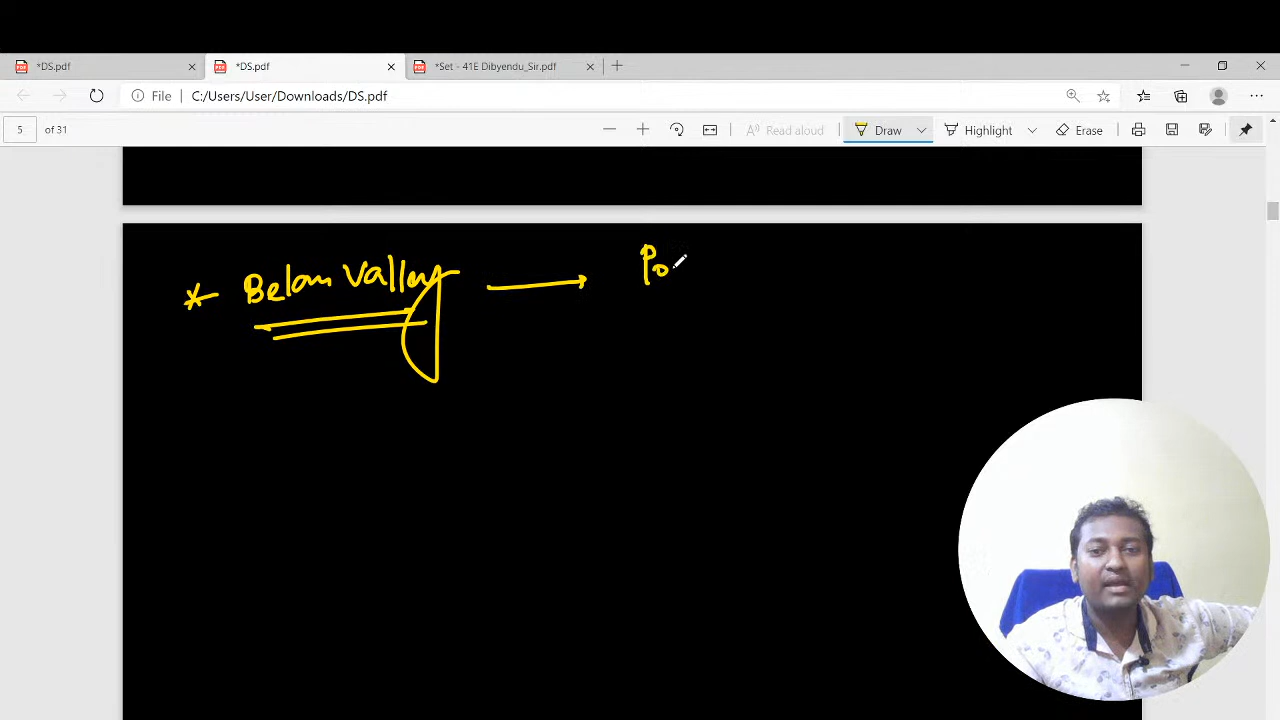 *DS.pdf *DS.pdf *Set - 41E Dibyendu_Sir.pdf
File C:/Users/User/Downloads/DS.pdf
5 of 31 Read aloud Draw Highlight Erase
* Belan Valley → Po